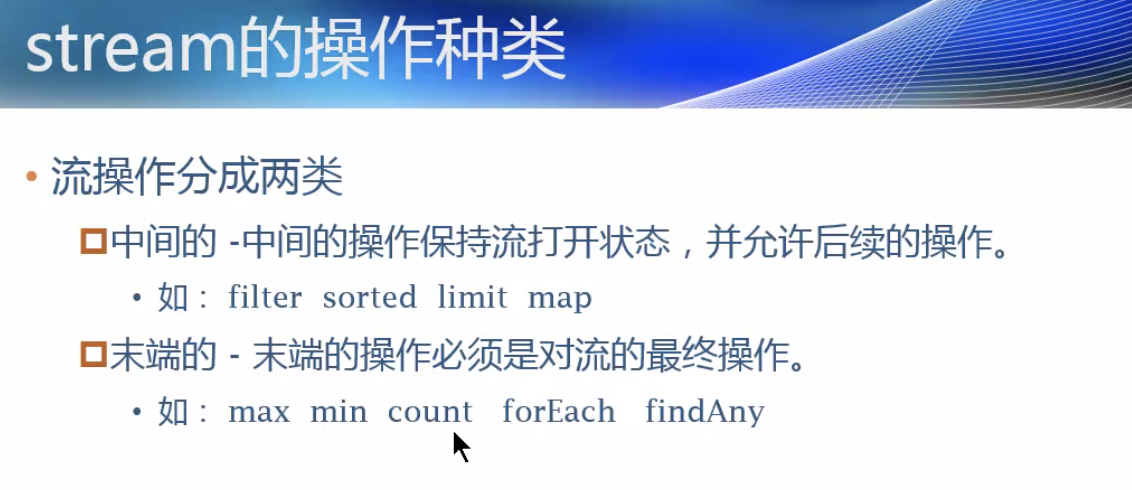 stream的操作种类
• 流操作分成两类
中间的 -中间的操作保持流打开状态，并允许后续的操作。
• 如： filter sorted limit map
末端的 - 末端的操作必须是对流的最终操作。
• 如： max min count forEach findAny